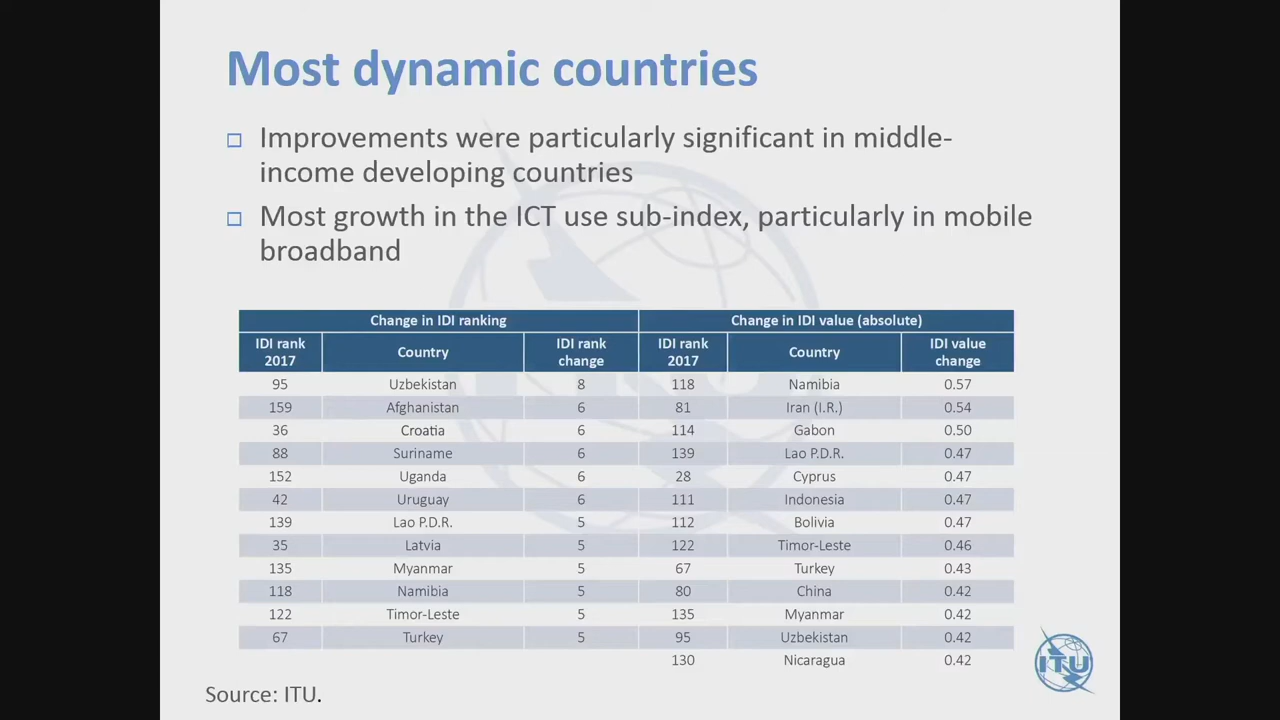 Most dynamic countries
Improvements were particularly significant in middle-
income developing countries
Most growth in the ICT use sub-index, particularly in mobile
broadband
Change in IDI ranking Change in IDI value (absolute)
IDI rank 2017 Country IDI rank change IDI rank 2017 Country IDI value change
95 Uzbekistan 8 118 Namibia 0.57
159 Afghanistan 6 81 Iran (I.R.) 0.54
36 Croatia 6 114 Gabon 0.50
88 Suriname 6 139 Lao P.D.R. 0.47
152 Uganda 6 28 Cyprus 0.47
42 Uruguay 6 111 Indonesia 0.47
139 Lao P.D.R. 5 112 Bolivia 0.47
35 Latvia 5 122 Timor-Leste 0.46
135 Myanmar 5 67 Turkey 0.43
118 Namibia 5 80 China 0.42
122 Timor-Leste 5 135 Myanmar 0.42
67 Turkey 5 95 Uzbekistan 0.42
130 Nicaragua 0.42
ITU
Source: ITU.